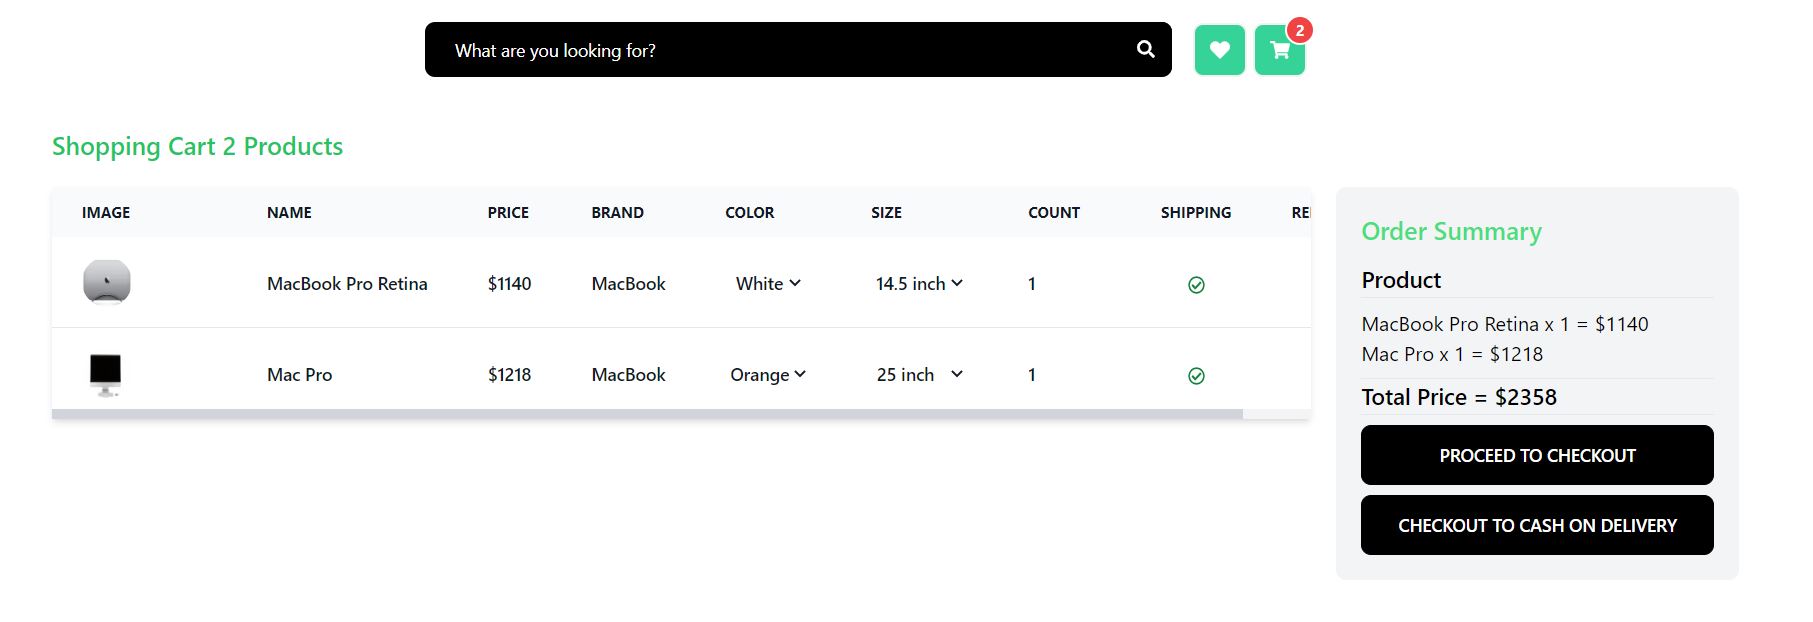 What are you looking for?
2
Shopping Cart 2 Products
IMAGE NAME PRICE BRAND COLOR SIZE COUNT SHIPPING
MacBook Pro Retina $1140 MacBook White 14.5 inch 1
Mac Pro $1218 MacBook Orange 25 inch 1
Order Summary
Product
MacBook Pro Retina x 1 = $1140
Mac Pro x 1 = $1218
Total Price = $2358
PROCEED TO CHECKOUT
CHECKOUT TO CASH ON DELIVERY